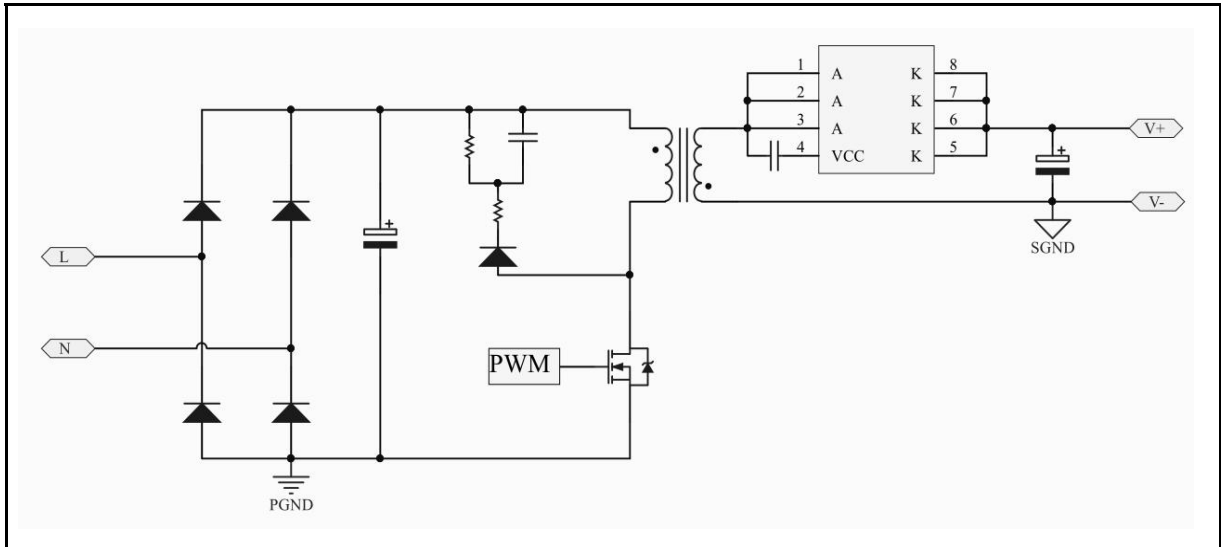 1 A K 8
2 A K 7
3 A K 6
4 VCC K 5
V+
+
V-
SGND
+
L
N
PWM
PGND